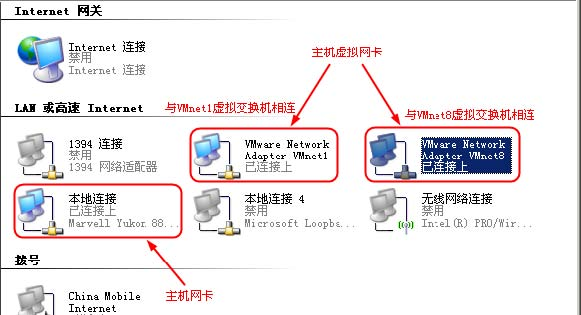 Internet 网关
Internet 连接
禁用
Internet 连接
主机虚拟网卡
LAN 或高速 Internet
与VMnet1虚拟交换机相连
与VMnet8虚拟交换机相连
1394 连接
禁用
1394 网络适配器
VMware Network
Adapter VMnet1
已连接上
VMware Network
Adapter VMnet8
已连接上
本地连接
已连接上
Marvell Yukon 88...
本地连接 4
禁用
Microsoft Loopba...
无线网络连接
禁用
Intel(R) PRO/Wir...
拨号
主机网卡
China Mobile
Internet